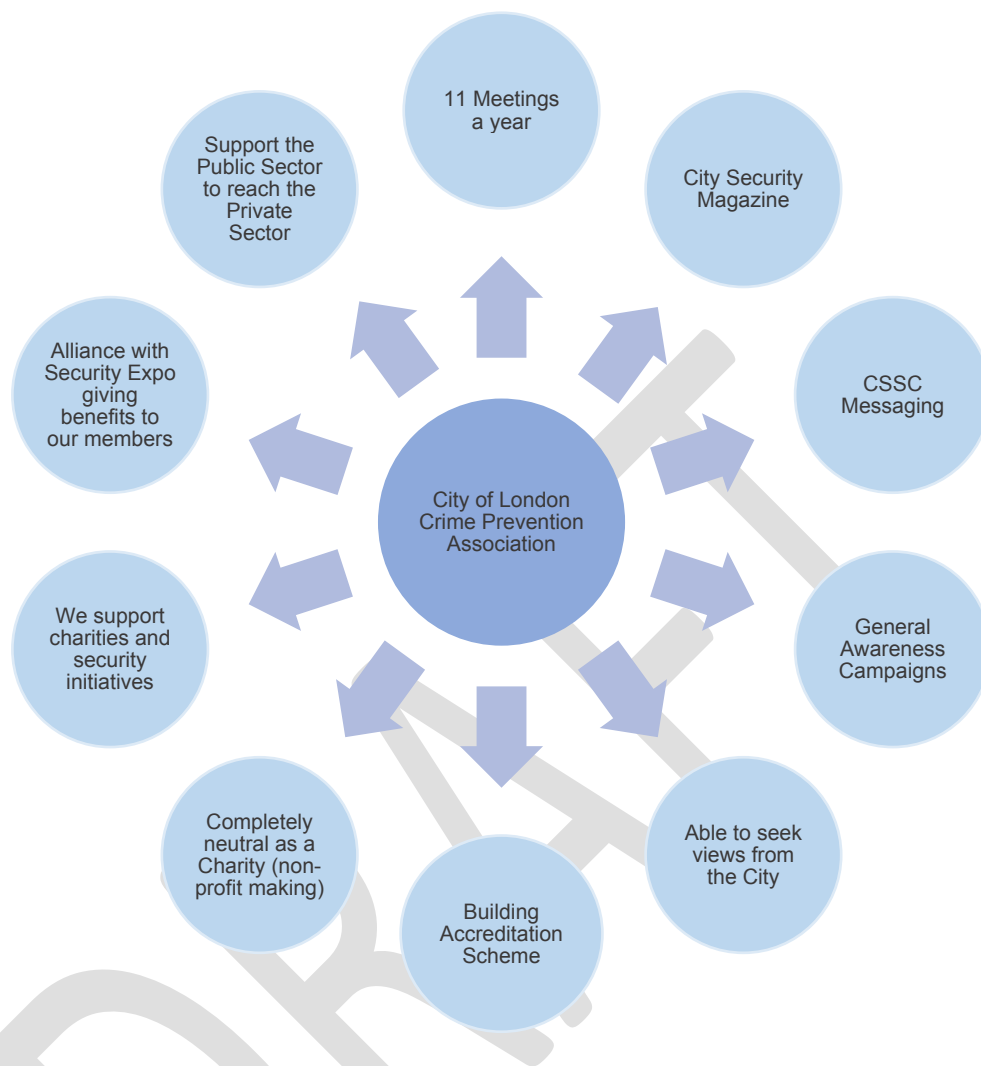 11 Meetings
a year
City Security
Magazine
CSSC
Messaging
General
Awareness
Campaigns
Able to seek
views from
the City
Building
Accreditation
Scheme
Completely
neutral as a
Charity (non-
profit making)
We support
charities and
security
initiatives
Alliance with
Security Expo
giving
benefits to
our members
Support the
Public Sector
to reach the
Private
Sector
City of London
Crime Prevention
Association
DRAFT